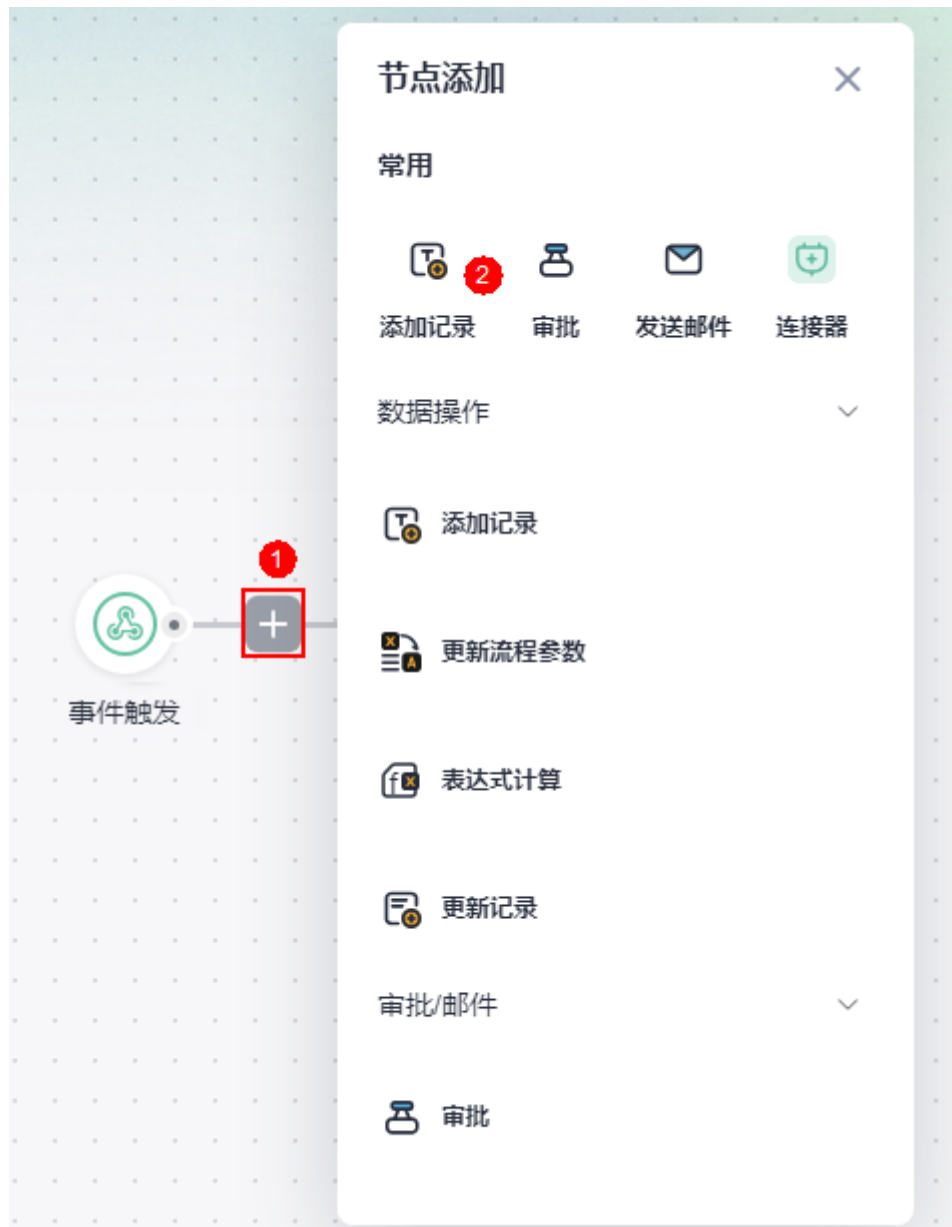 节点添加
常用
2
添加记录 审批 发送邮件 连接器
数据操作
添加记录
1
更新流程参数
事件触发
表达式计算
更新记录
审批/邮件
审批